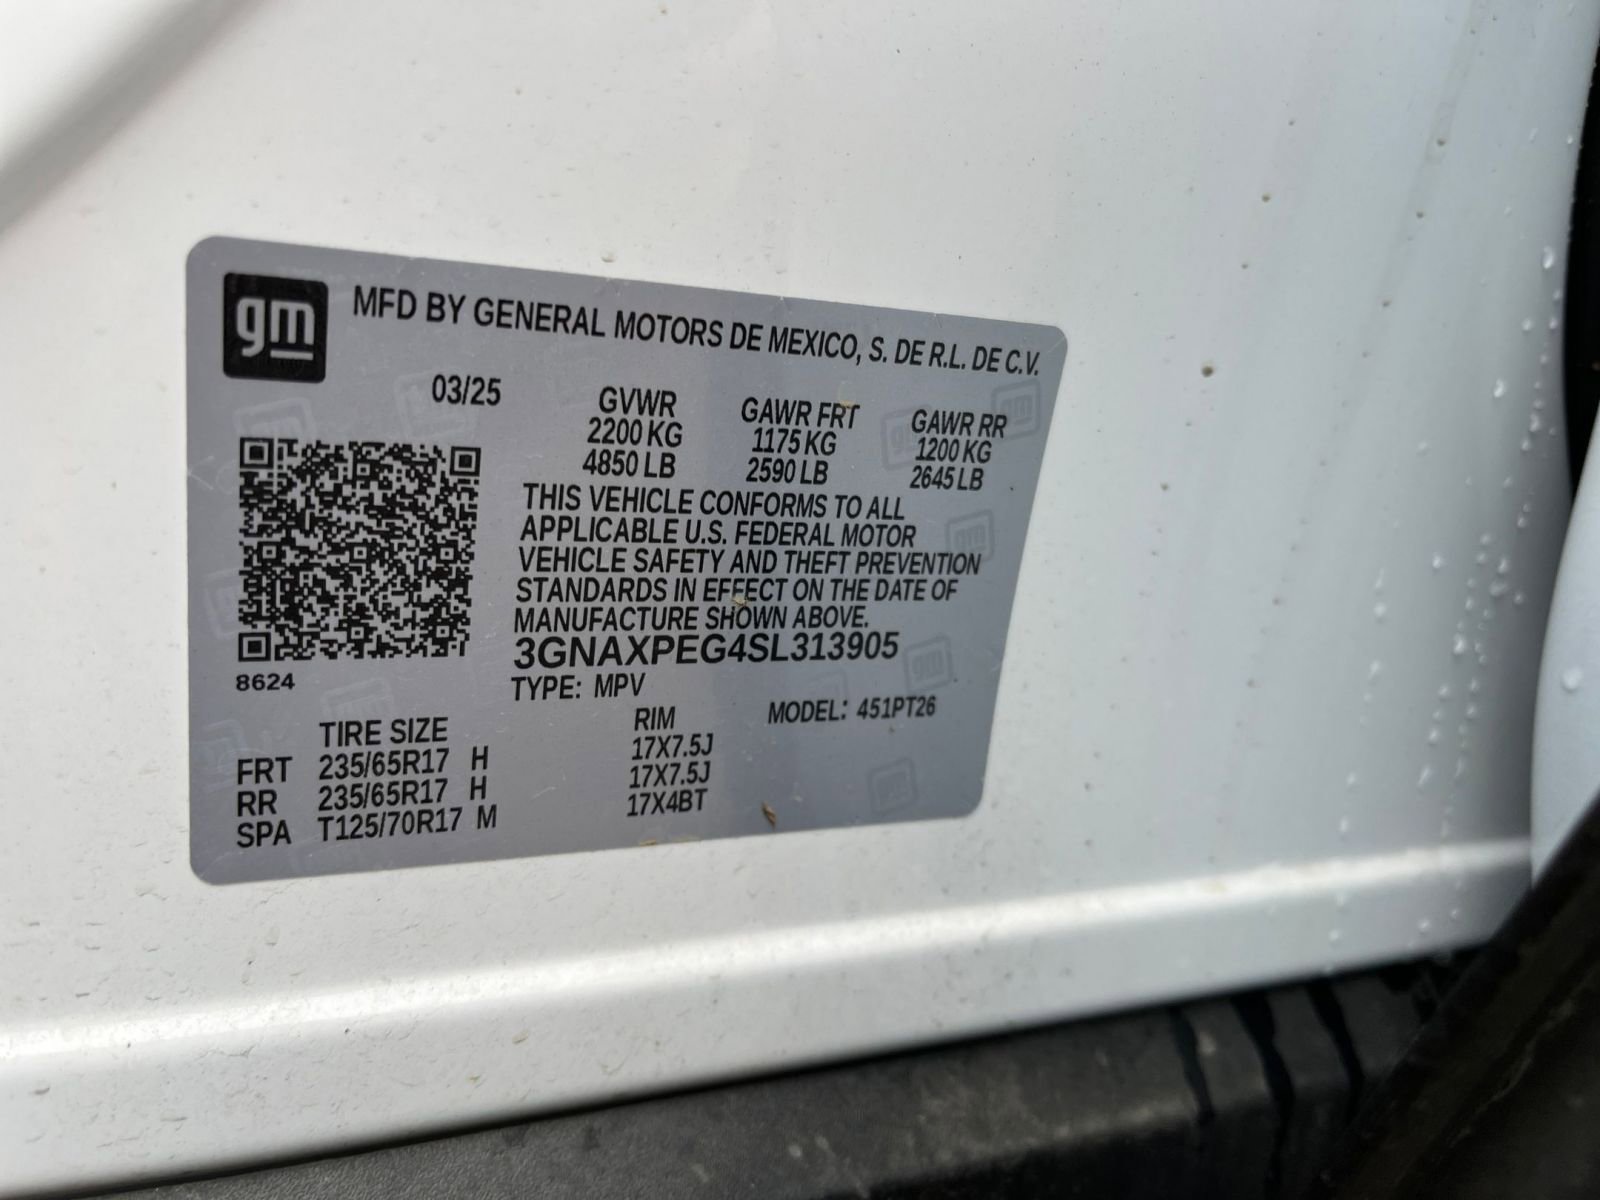 gm
MFD BY GENERAL MOTORS DE MEXICO, S. DE R.L. DE C.V.
03/25
GVWR GAWR FRT GAWR RR
2200 KG 1175 KG 1200 KG
4850 LB 2590 LB 2645 LB
THIS VEHICLE CONFORMS TO ALL
APPLICABLE U.S. FEDERAL MOTOR
VEHICLE SAFETY AND THEFT PREVENTION
STANDARDS IN EFFECT ON THE DATE OF
MANUFACTURE SHOWN ABOVE.
3GNAXPEG4SL313905
8624
TYPE: MPV
MODEL: 451PT26
TIRE SIZE RIM
FRT 235/65R17 H 17X7.5J
RR 235/65R17 H 17X7.5J
SPA T125/70R17 M 17X4BT